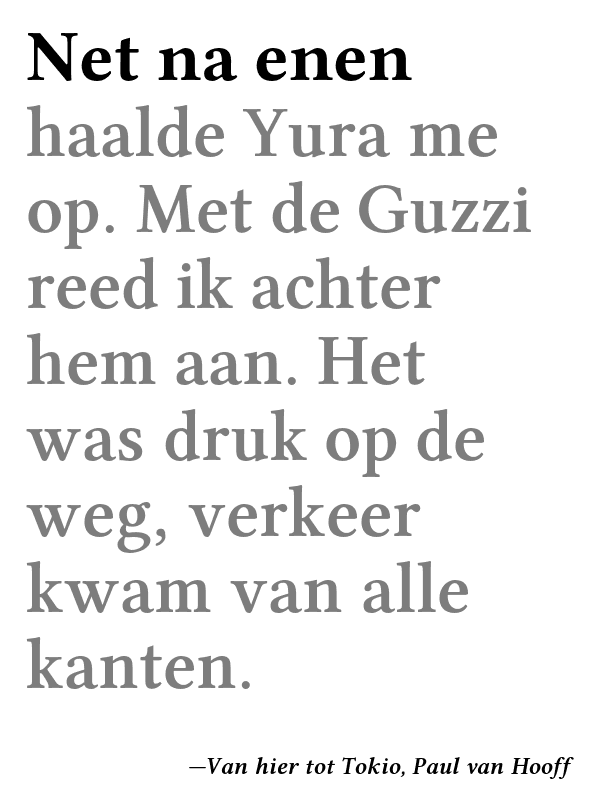 Net na enen
haalde Yura me
op. Met de Guzzi
reed ik achter
hem aan. Het
was druk op de
weg, verkeer
kwam van alle
kanten.
—Van hier tot Tokio, Paul van Hooff